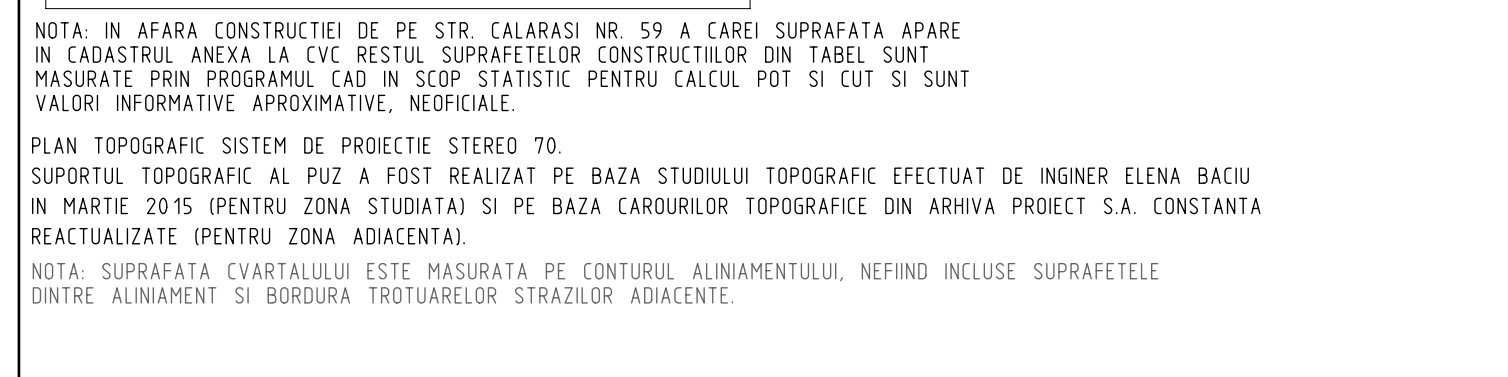 NOTA: IN AFARA CONSTRUCTIEI DE PE STR. CALARASI NR. 59 A CAREI SUPRAFATA APARE
IN CADASTRUL ANEXA LA CVC RESTUL SUPRAFETELOR CONSTRUCTIILOR DIN TABEL SUNT
MASURATE PRIN PROGRAMUL CAD IN SCOP STATISTIC PENTRU CALCUL POT SI CUT SI SUNT
VALORI INFORMATIVE APROXIMATIVE, NEOFICIALE.
PLAN TOPOGRAFIC SISTEM DE PROIECTIE STEREO 70.
SUPORTUL TOPOGRAFIC AL PUZ A FOST REALIZAT PE BAZA STUDIULUI TOPOGRAFIC EFECTUAT DE INGINER ELENA BACIU
IN MARTIE 2015 (PENTRU ZONA STUDIATA) SI PE BAZA CAROURILOR TOPOGRAFICE DIN ARHIVA PROIECT S.A. CONSTANTA
REACTUALIZATE (PENTRU ZONA ADIACENTA).
NOTA: SUPRAFATA CVARTALULUI ESTE MASURATA PE CONTURUL ALINIAMENTULUI, NEFIIND INCLUSE SUPRAFETELE
DINTRE ALINIAMENT SI BORDURA TROTUARELOR STRAZILOR ADIACENTE.